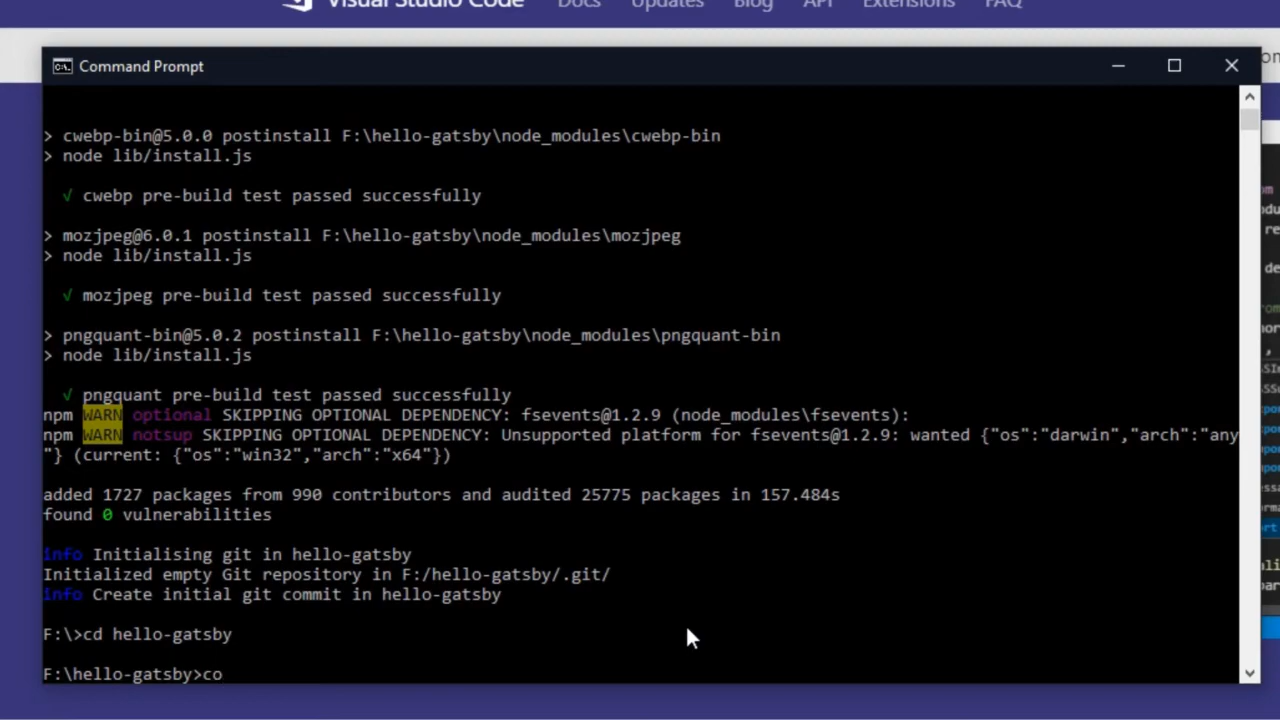 Visual Studio Code Docs Updates Blog API Extensions FAQ
Command Prompt
> cwebp-bin@5.0.0 postinstall F:\hello-gatsby\node_modules\cwebp-bin
> node lib/install.js
√ cwebp pre-build test passed successfully
> mozjpeg@6.0.1 postinstall F:\hello-gatsby\node_modules\mozjpeg
> node lib/install.js
√ mozjpeg pre-build test passed successfully
> pngquant-bin@5.0.2 postinstall F:\hello-gatsby\node_modules\pngquant-bin
> node lib/install.js
√ pngquant pre-build test passed successfully
npm WARN optional SKIPPING OPTIONAL DEPENDENCY: fsevents@1.2.9 (node_modules\fsevents):
npm WARN notsup SKIPPING OPTIONAL DEPENDENCY: Unsupported platform for fsevents@1.2.9: wanted {"os":"darwin","arch":"any
"} (current: {"os":"win32","arch":"x64"})
added 1727 packages from 990 contributors and audited 25775 packages in 157.484s
found 0 vulnerabilities
info Initialising git in hello-gatsby
Initialized empty Git repository in F:/hello-gatsby/.git/
info Create initial git commit in hello-gatsby
F:\>cd hello-gatsby
F:\hello-gatsby>co